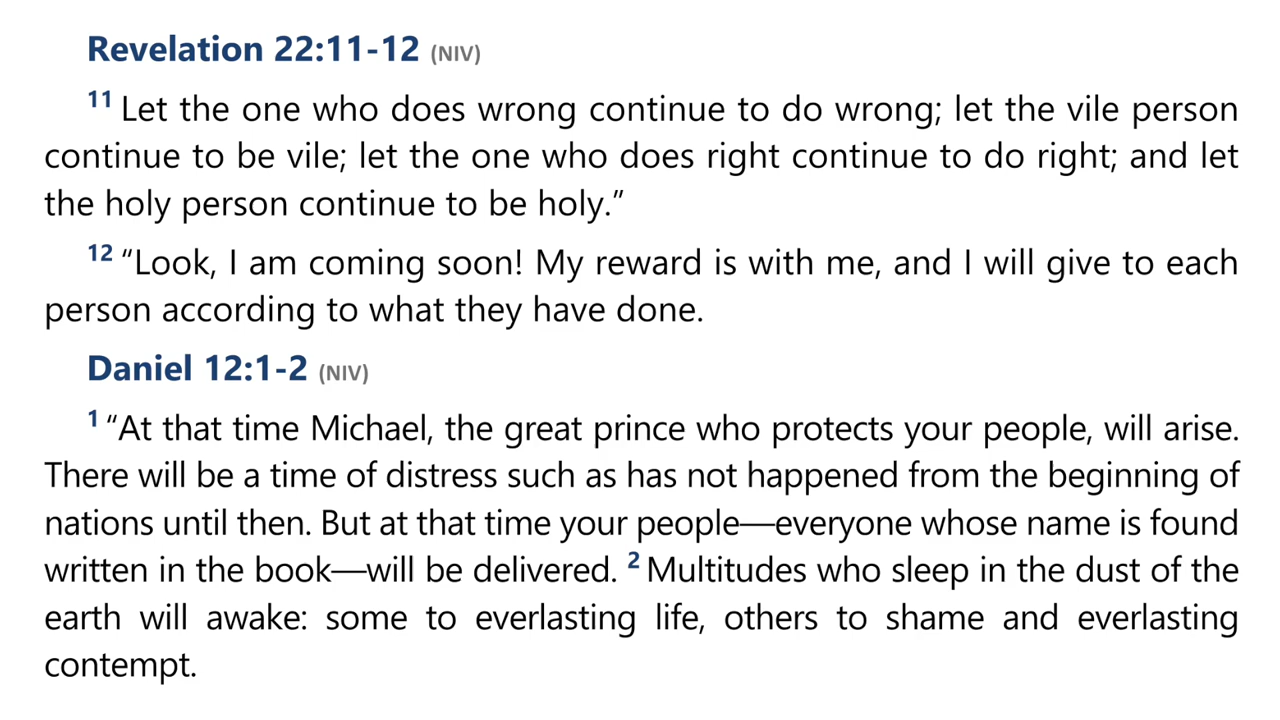 Revelation 22:11-12 (NIV)
11 Let the one who does wrong continue to do wrong; let the vile person
continue to be vile; let the one who does right continue to do right; and let
the holy person continue to be holy.”
12 “Look, I am coming soon! My reward is with me, and I will give to each
person according to what they have done.
Daniel 12:1-2 (NIV)
1 “At that time Michael, the great prince who protects your people, will arise.
There will be a time of distress such as has not happened from the beginning of
nations until then. But at that time your people—everyone whose name is found
written in the book—will be delivered. 2 Multitudes who sleep in the dust of the
earth will awake: some to everlasting life, others to shame and everlasting
contempt.